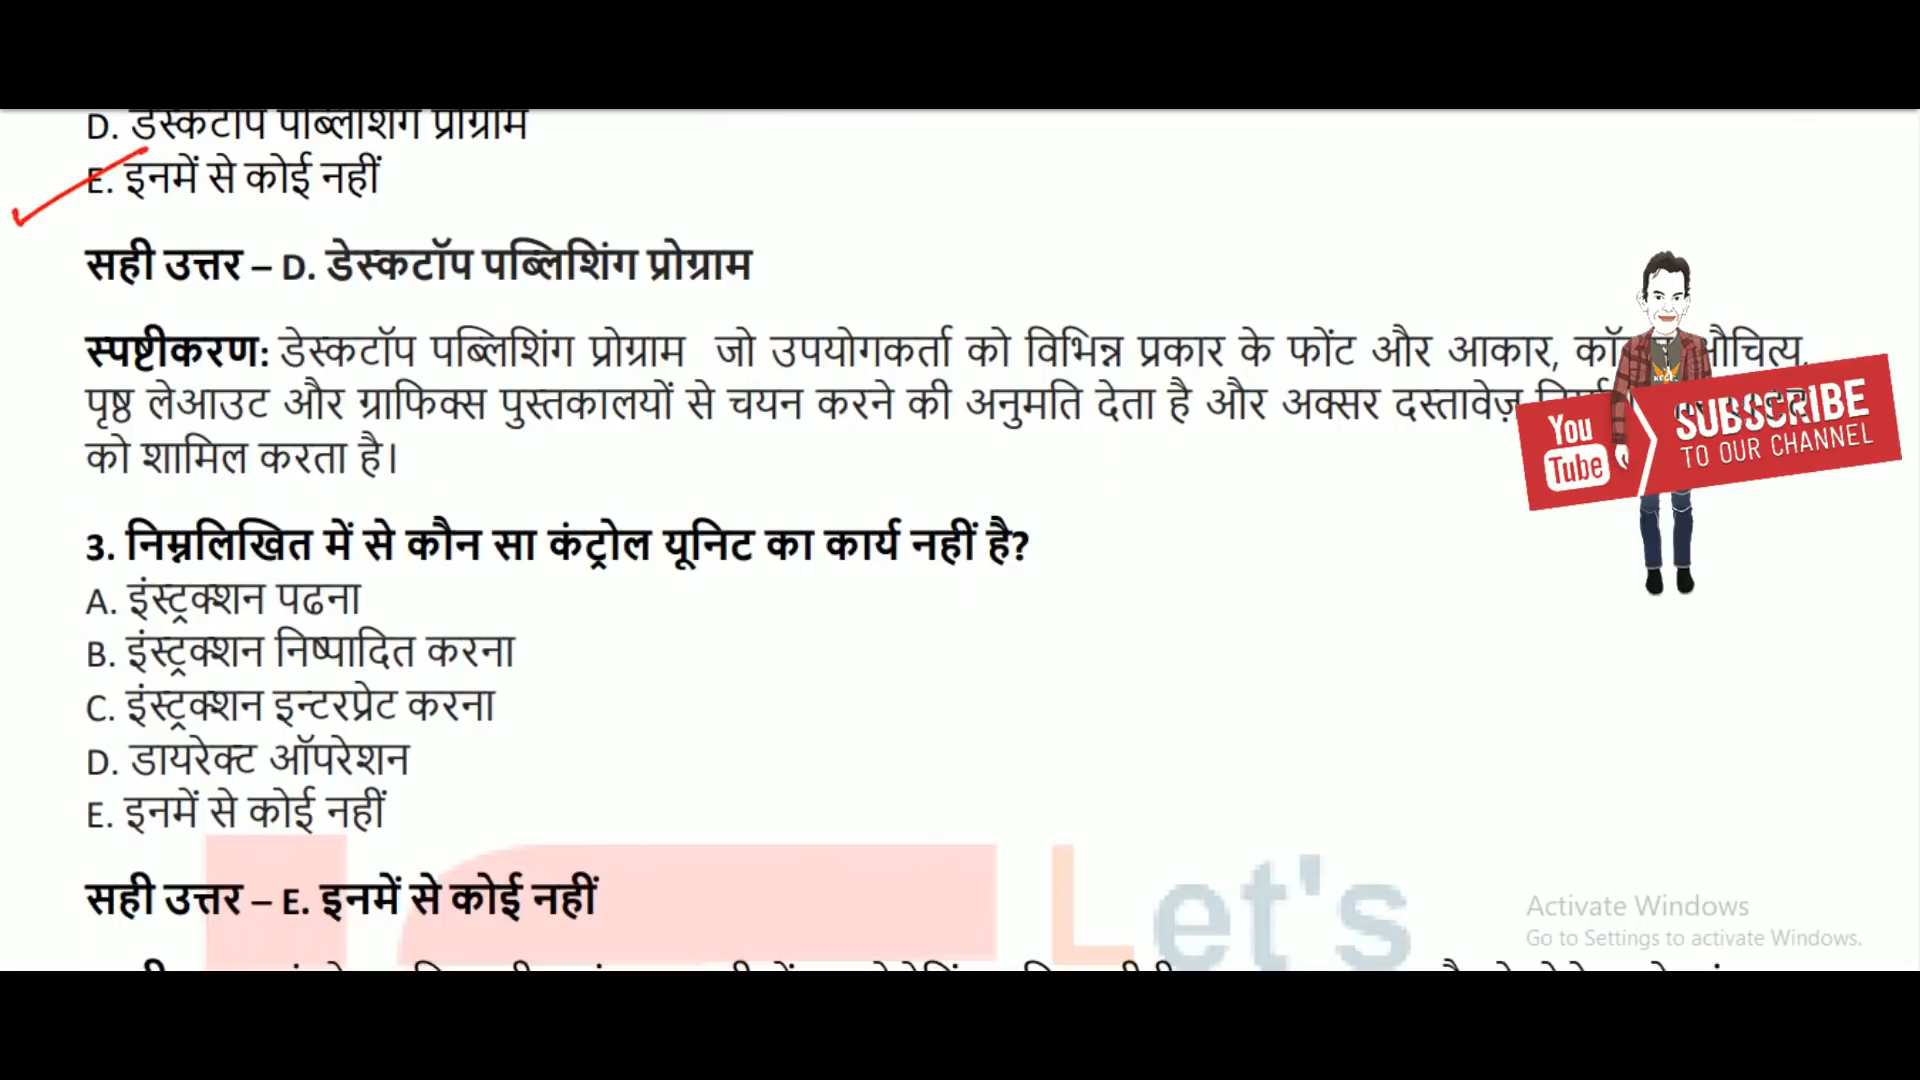 D. डेस्कटॉप पब्लिशिंग प्रोग्राम
E. इनमें से कोई नहीं
सही उत्तर – D. डेस्कटॉप पब्लिशिंग प्रोग्राम
स्पष्टीकरण: डेस्कटॉप पब्लिशिंग प्रोग्राम जो उपयोगकर्ता को विभिन्न प्रकार के फोंट और आकार, औचित्य,
पृष्ठ लेआउट और ग्राफिक्स पुस्तकालयों से चयन करने की अनुमति देता है और अक्सर दस्तावेज़
को शामिल करता है।
You Tube
SUBSCRIBE
TO OUR CHANNEL
3. निम्नलिखित में से कौन सा कंट्रोल यूनिट का कार्य नहीं है?
A. इंस्ट्रक्शन पढना
B. इंस्ट्रक्शन निष्पादित करना
C. इंस्ट्रक्शन इन्टरप्रेट करना
D. डायरेक्ट ऑपरेशन
E. इनमें से कोई नहीं
सही उत्तर – E. इनमें से कोई नहीं
Let's
Activate Windows
Go to Settings to activate Windows.